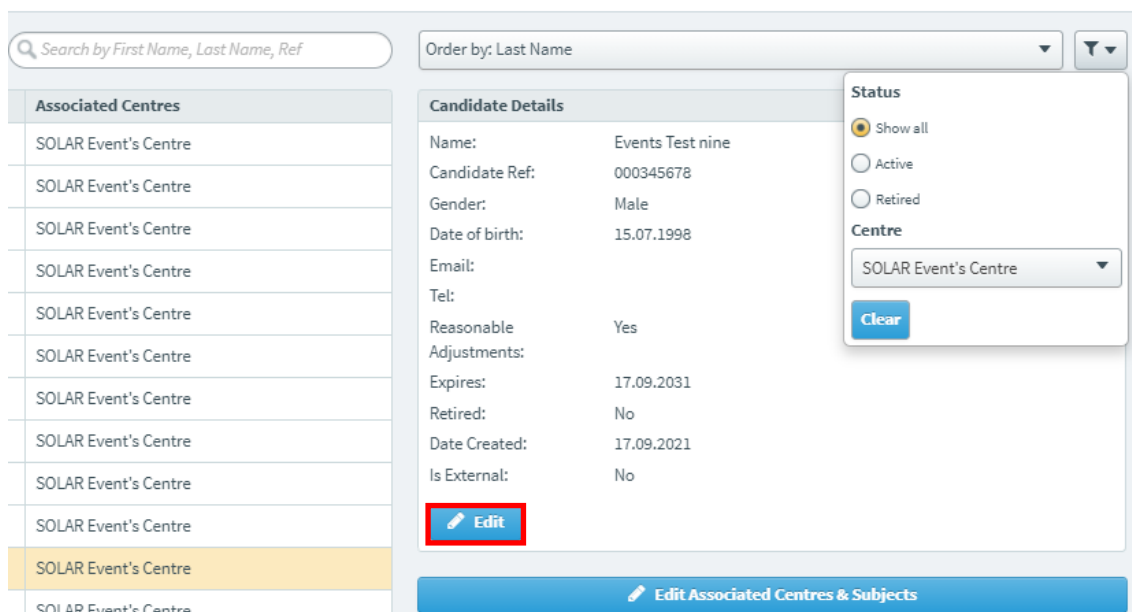 Search by First Name, Last Name, Ref
Order by: Last Name
Associated Centres
SOLAR Event's Centre
SOLAR Event's Centre
SOLAR Event's Centre
SOLAR Event's Centre
SOLAR Event's Centre
SOLAR Event's Centre
SOLAR Event's Centre
SOLAR Event's Centre
SOLAR Event's Centre
SOLAR Event's Centre
SOLAR Event's Centre
SOLAR Event's Centre
Candidate Details
Name: Events Test nine
Candidate Ref: 000345678
Gender: Male
Date of birth: 15.07.1998
Email:
Tel:
Reasonable Yes
Adjustments:
Expires: 17.09.2031
Retired: No
Date Created: 17.09.2021
Is External: No
Edit
Edit Associated Centres & Subjects
Status
Show all
Active
Retired
Centre
SOLAR Event's Centre
Clear